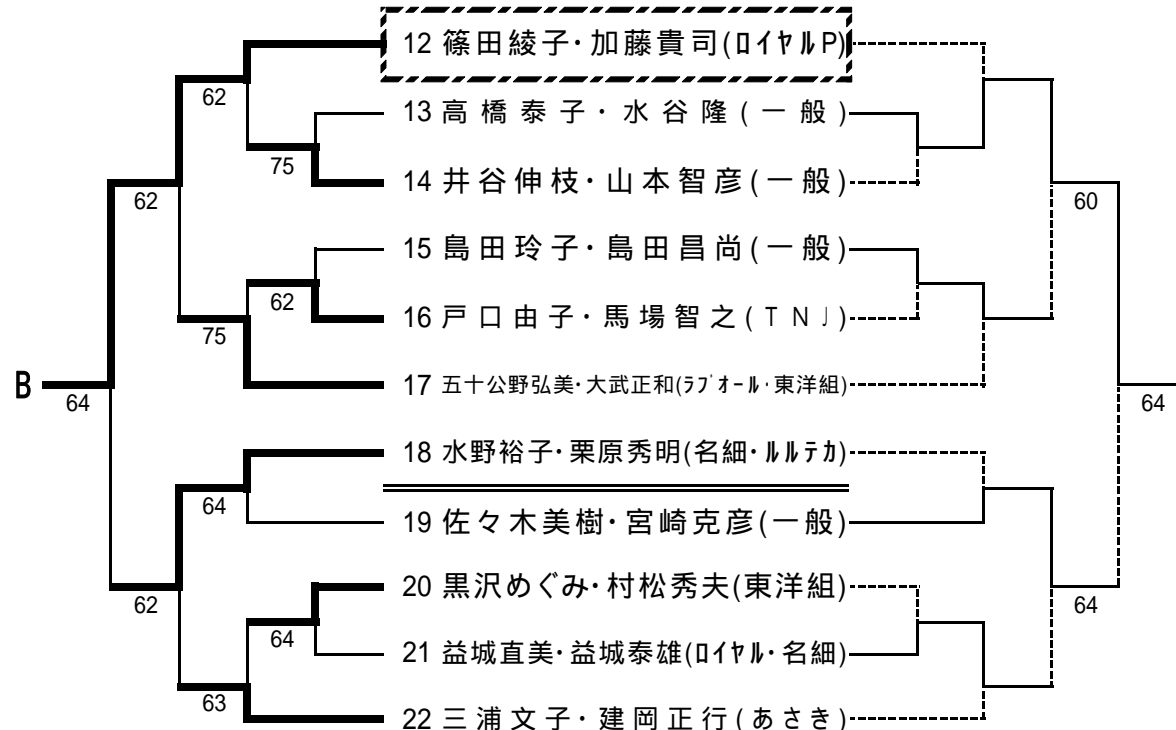 12 篠田綾子・加藤貴司(ﾛｲﾔﾙP)
62
13 高橋泰子・水谷隆(一般)
75
14 井谷伸枝・山本智彦(一般)
62
60
15 島田玲子・島田昌尚(一般)
62
16 戸口由子・馬場智之(TNJ)
75
17 五十公野弘美・大武正和(ﾗﾌﾞｵｰﾙ・東洋組)
B
64
64
18 水野裕子・栗原秀明(名細・ﾙﾙﾃｶ)
64
19 佐々木美樹・宮崎克彦(一般)
20 黒沢めぐみ・村松秀夫(東洋組)
62
64
64
21 益城直美・益城泰雄(ﾛｲﾔﾙ・名細)
63
22 三浦文子・建岡正行(あさき)